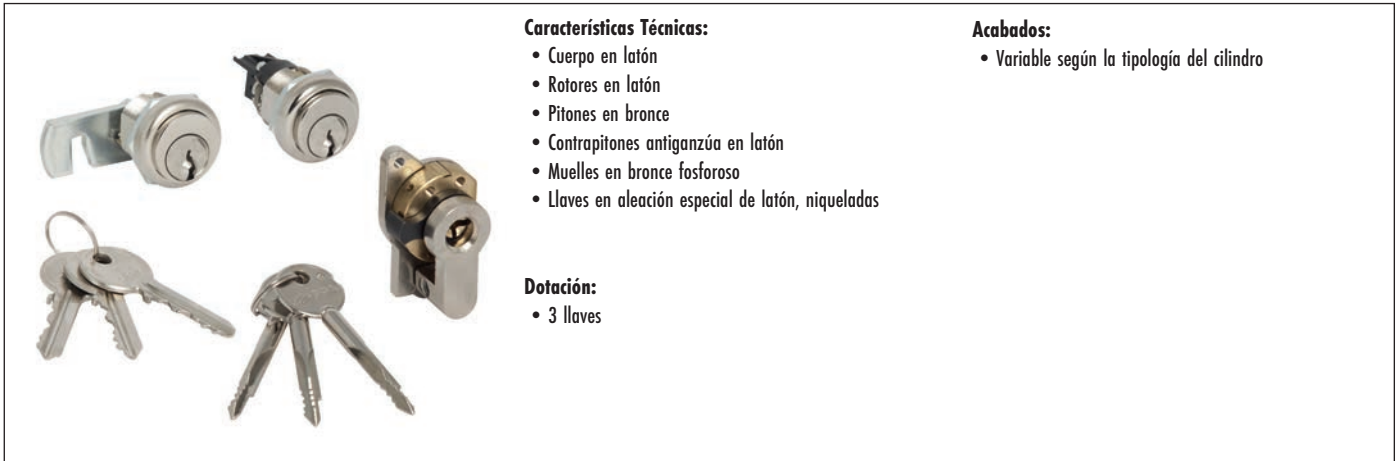 Características Técnicas:
• Cuerpo en latón
• Rotores en latón
• Pitones en bronce
• Contrapitones antiganzúa en latón
• Muelles en bronce fosforoso
• Llaves en aleación especial de latón, niqueladas
Dotación:
• 3 llaves
Acabados:
• Variable según la tipología del cilindro